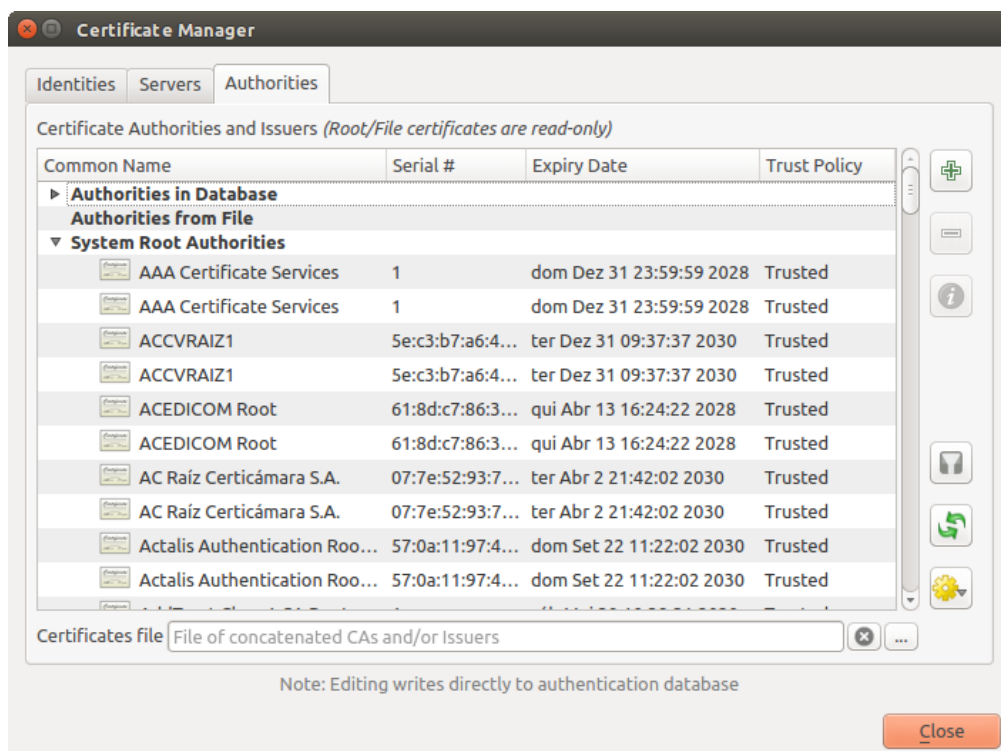 Certificate Manager
Identities Servers Authorities
Certificate Authorities and Issuers (Root/File certificates are read-only)
Common Name Serial # Expiry Date Trust Policy
Authorities in Database
Authorities from File
System Root Authorities
AAA Certificate Services 1 dom Dez 31 23:59:59 2028 Trusted
AAA Certificate Services 1 dom Dez 31 23:59:59 2028 Trusted
ACCVRAIZ1 5e:c3:b7:a6:4... ter Dez 31 09:37:37 2030 Trusted
ACCVRAIZ1 5e:c3:b7:a6:4... ter Dez 31 09:37:37 2030 Trusted
ACEDICOM Root 61:8d:c7:86:3... qui Abr 13 16:24:22 2028 Trusted
ACEDICOM Root 61:8d:c7:86:3... qui Abr 13 16:24:22 2028 Trusted
AC Raíz Certicámara S.A. 07:7e:52:93:7... ter Abr 2 21:42:02 2030 Trusted
AC Raíz Certicámara S.A. 07:7e:52:93:7... ter Abr 2 21:42:02 2030 Trusted
Actalis Authentication Roo... 57:0a:11:97:4... dom Set 22 11:22:02 2030 Trusted
Actalis Authentication Roo... 57:0a:11:97:4... dom Set 22 11:22:02 2030 Trusted
Certificates file File of concatenated CAs and/or Issuers ...
Note: Editing writes directly to authentication database
Close